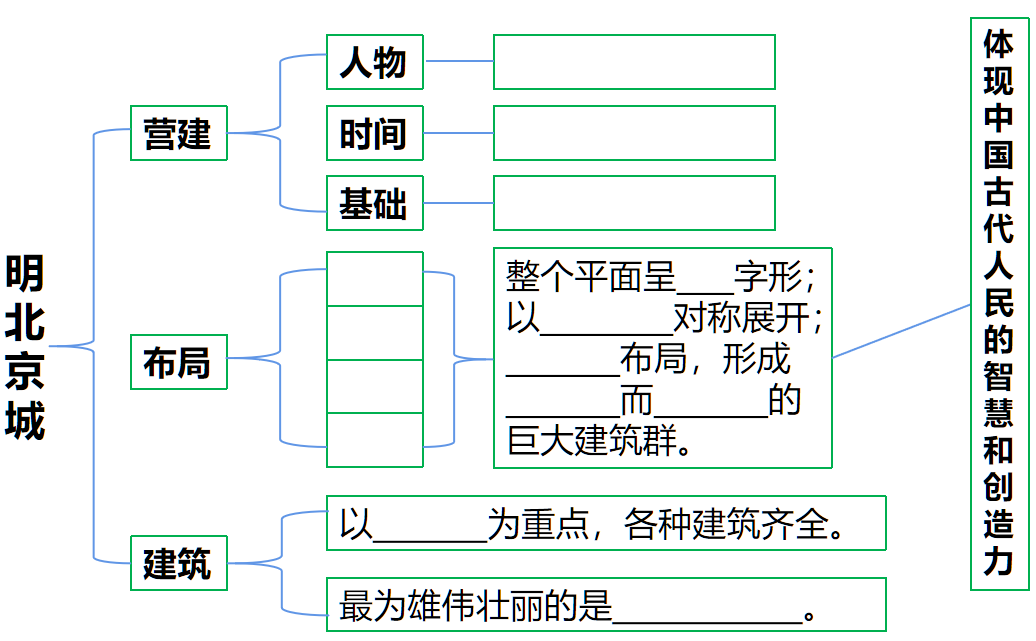 明北京城
营建
人物
时间
基础
布局
整个平面呈___字形；
以_______对称展开；
______布局，形成
______而______的
巨大建筑群。
建筑
以______为重点，各种建筑齐全。
最为雄伟壮丽的是__________。
体现中国古代人民的智慧和创造力